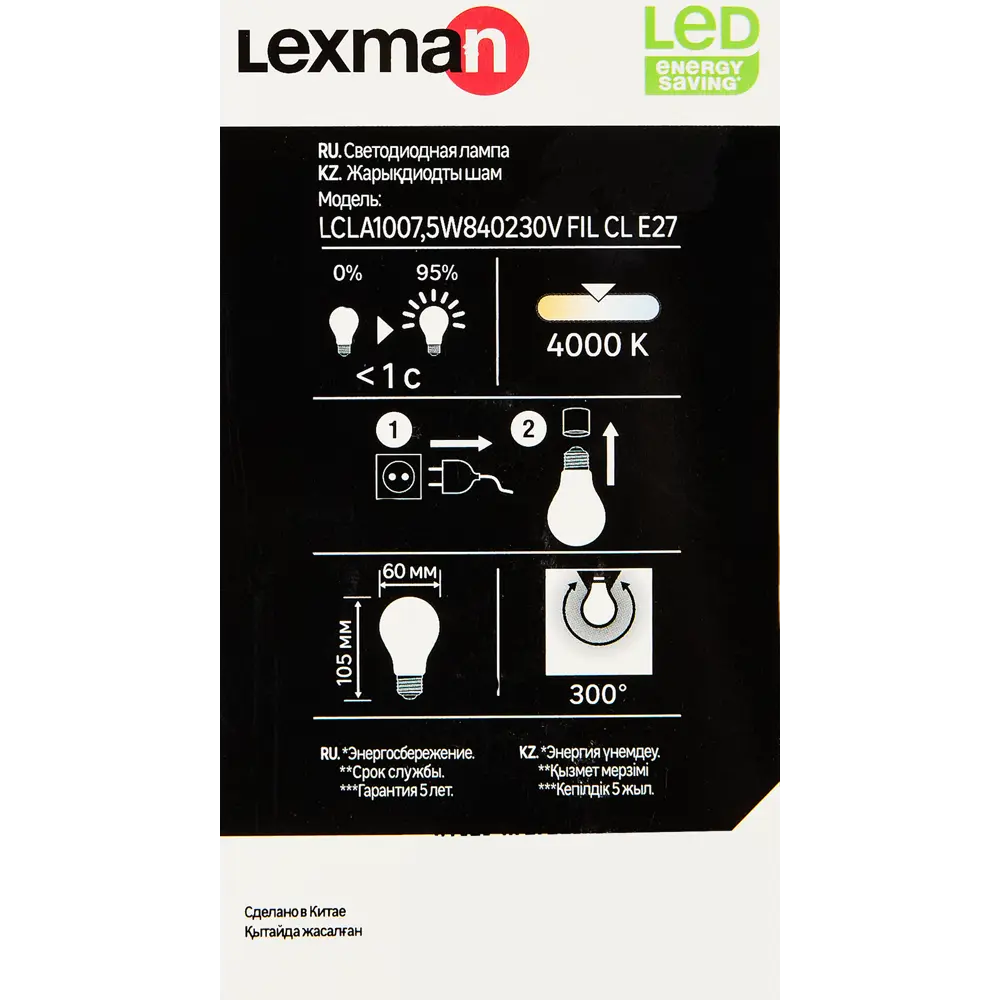 Lexman
LED
ENERGY
SAVING*
RU. Светодиодная лампа
KZ. Жарықдиодты шам
Модель:
LCLA1007,5W840230V FIL CL E27
0% 95%
< 1 с
4000 K
1 2
60 мм
105 мм
300°
RU. *Энергосбережение.
**Срок службы.
***Гарантия 5 лет.
KZ. *Энергия үнемдеу.
**Қызмет мерзімі
***Кепілдік 5 жыл.
Сделано в Китае
Қытайда жасалған